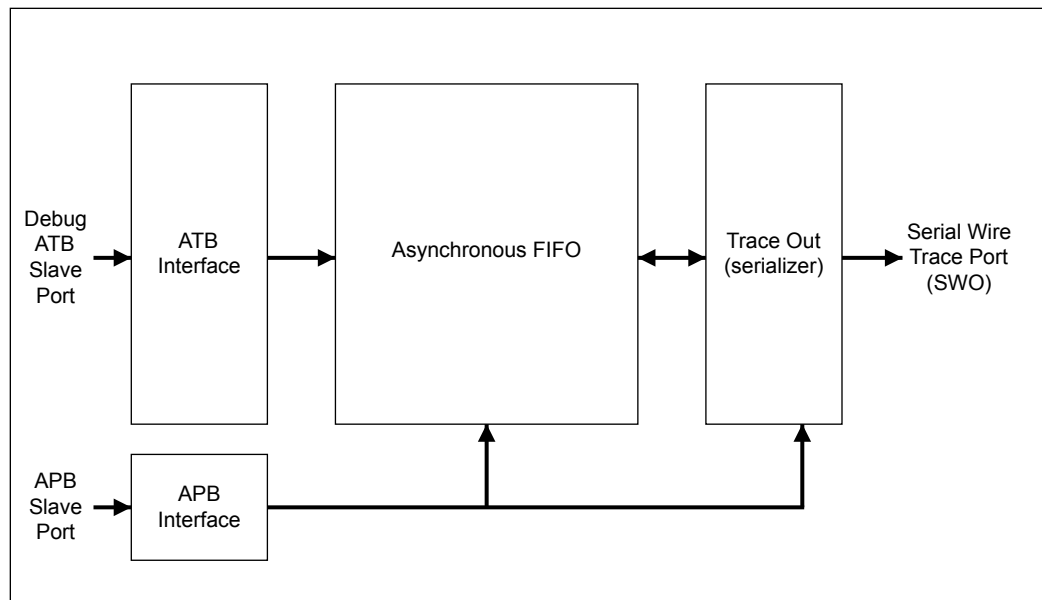 Debug
ATB
Slave
Port
ATB
Interface
Asynchronous FIFO
Trace Out
(serializer)
Serial Wire
Trace Port
(SWO)
APB
Slave
Port
APB
Interface